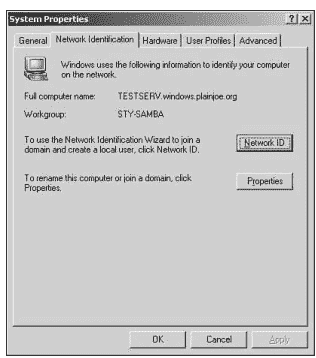 System Properties
General Network Identification Hardware User Profiles Advanced
Windows uses the following information to identify your computer
on the network.
Full computer name: TESTSERV.windows.plainjoe.org
Workgroup: STY-SAMBA
To use the Network Identification Wizard to join a
domain and create a local user, click Network ID.
Network ID
To rename this computer or join a domain, click
Properties.
Properties
OK Cancel Apply